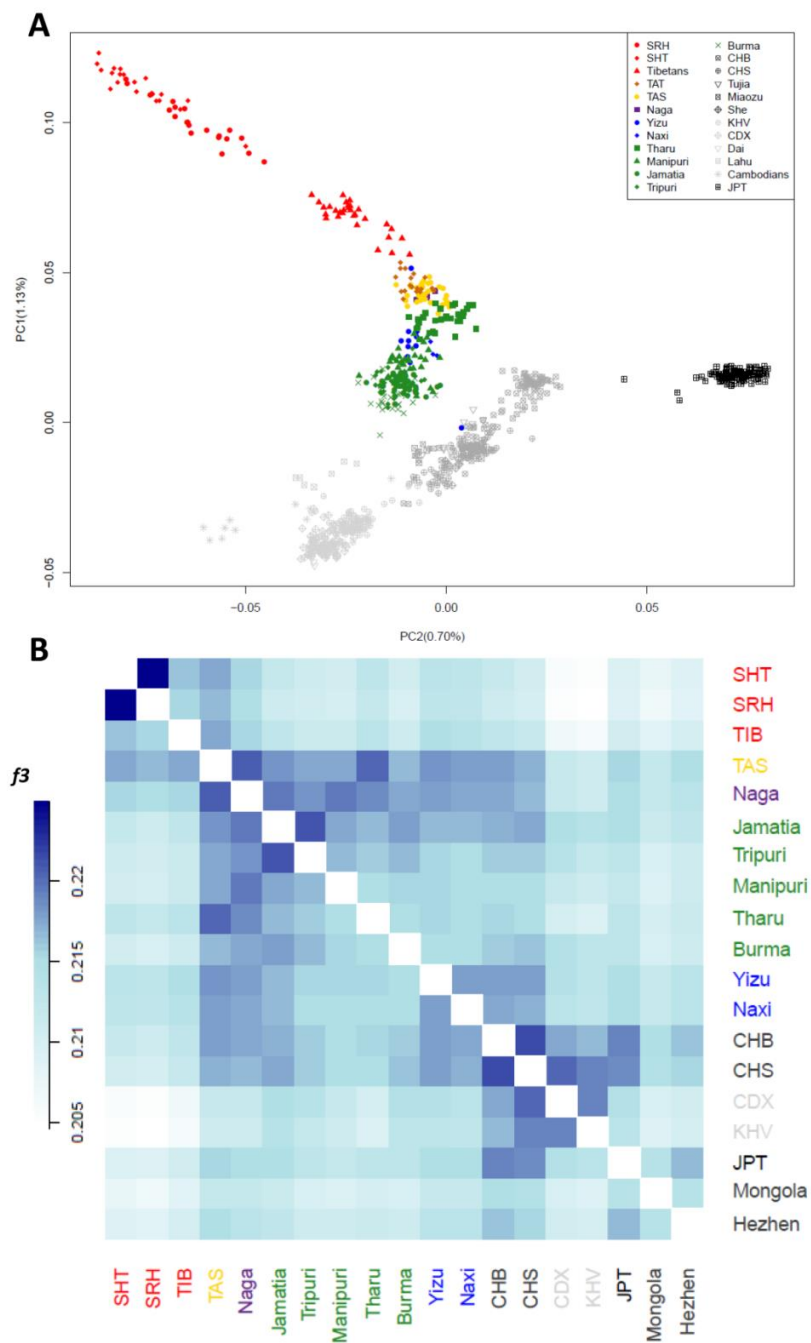 A
PC1(1.13%)
0.10
0.05
0.00
−0.05
−0.05
0.00
0.05
PC2(0.70%)
SRH
SHT
Tibetans
TAT
TAS
Naga
Yizu
Naxi
Tharu
Manipuri
Jamatia
Tripuri
Burma
CHB
CHS
Tujia
Miaozu
She
KHV
CDX
Dai
Lahu
Cambodians
JPT
B
f3
0.22
0.215
0.21
0.205
SHT
SRH
TIB
TAS
Naga
Jamatia
Tripuri
Manipuri
Tharu
Burma
Yizu
Naxi
CHB
CHS
CDX
KHV
JPT
Mongola
Hezhen
SHT
SRH
TIB
TAS
Naga
Jamatia
Tripuri
Manipuri
Tharu
Burma
Yizu
Naxi
CHB
CHS
CDX
KHV
JPT
Mongola
Hezhen